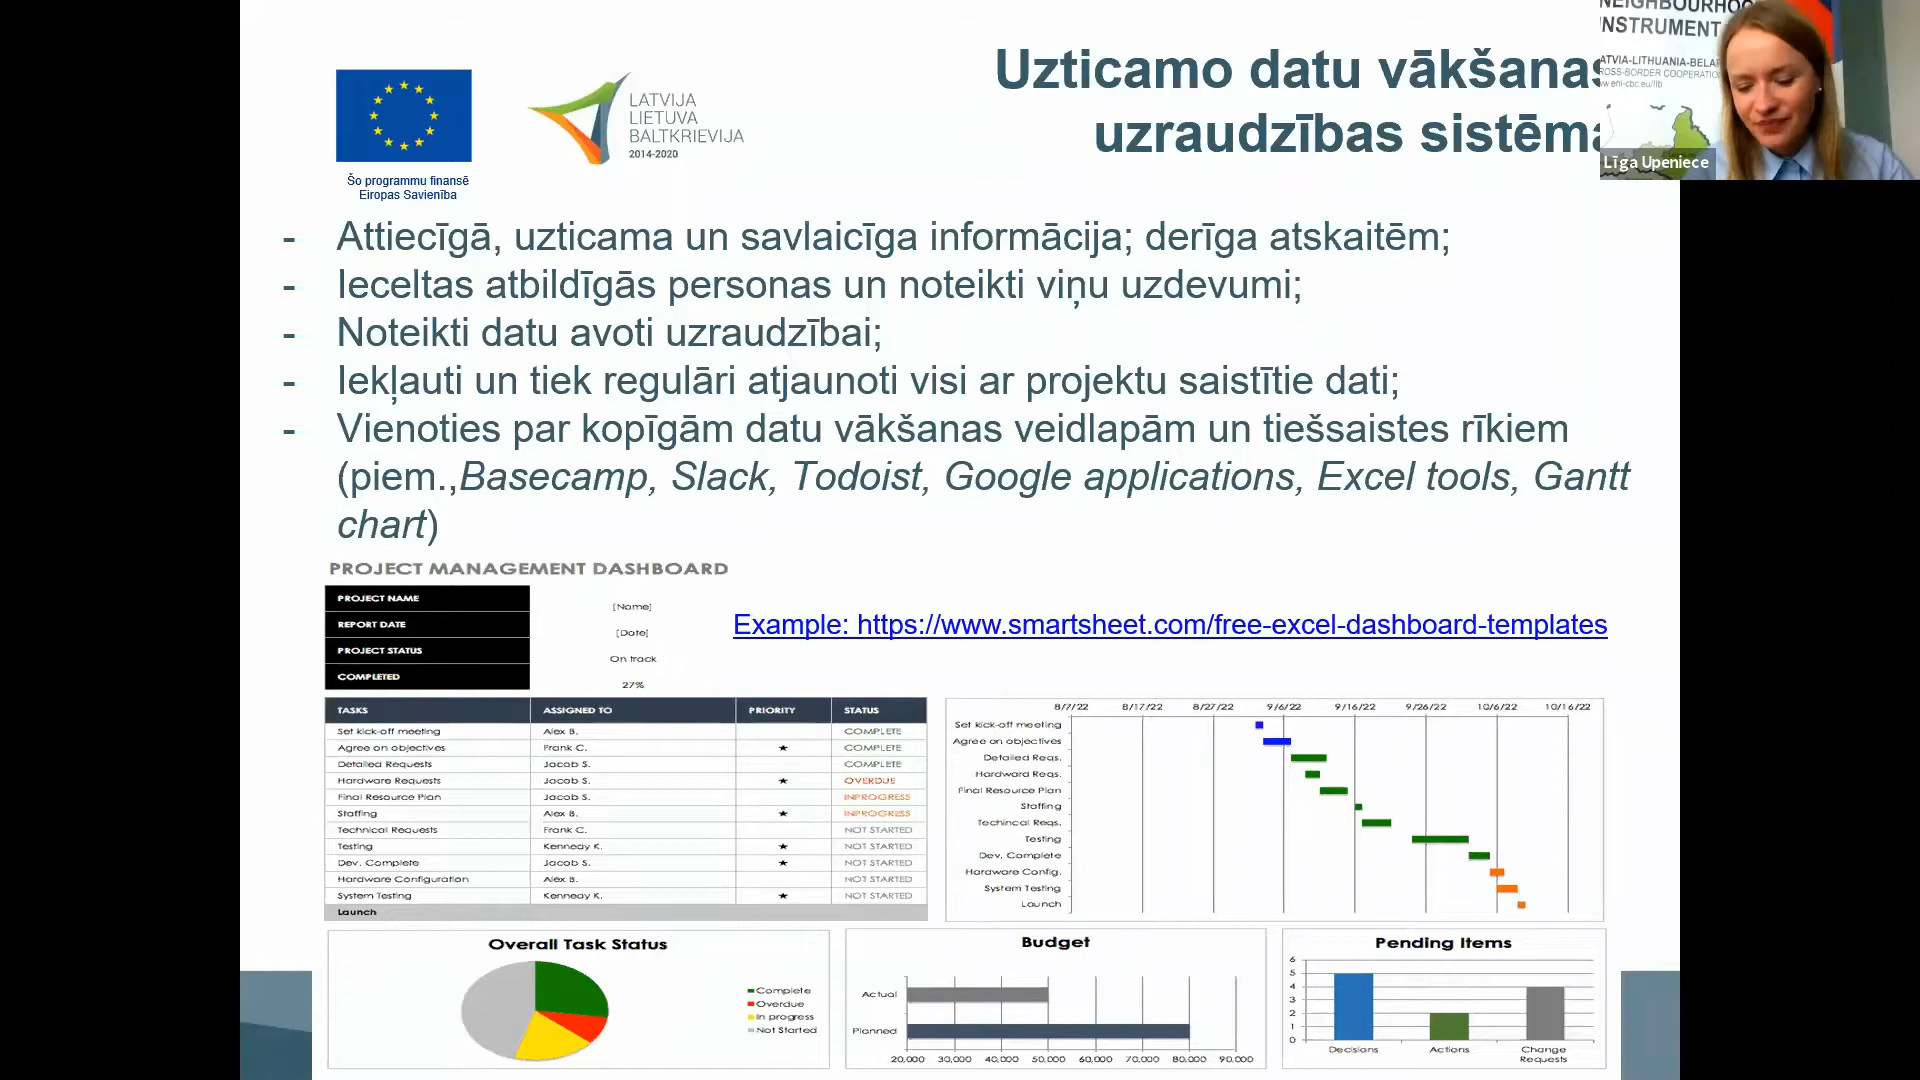 Uzticamo datu vākšanas
uzraudzības sistēma
NEIGHBOURHOO
INSTRUMENT
LATVIA-LITHUANIA-BELAR
CROSS-BORDER COOPERATION
www.eni-cbc.eu/llb
Līga Upeniece
LATVIJA
LIETUVA
BALTKRIEVIJA
2014-2020
Šo programmu finansē
Eiropas Savienība
- Attiecīgā, uzticama un savlaicīga informācija; derīga atskaitēm;
- Ieceltas atbildīgās personas un noteikti viņu uzdevumi;
- Noteikti datu avoti uzraudzībai;
- Iekļauti un tiek regulāri atjaunoti visi ar projektu saistītie dati;
- Vienoties par kopīgām datu vākšanas veidlapām un tiešsaistes rīkiem
(piem.,Basecamp, Slack, Todoist, Google applications, Excel tools, Gantt
chart)
PROJECT MANAGEMENT DASHBOARD
PROJECT NAME [Name]
REPORT DATE [Date]
PROJECT STATUS On track
COMPLETED 27%
Example: https://www.smartsheet.com/free-excel-dashboard-templates
TASKS ASSIGNED TO PRIORITY STATUS
Set kick-off meeting Alex B. COMPLETE
Agree on objectives Frank C. ★ COMPLETE
Detailed Requests Jacob S. COMPLETE
Hardware Requests Jacob S. ★ OVERDUE
Final Resource Plan Jacob S. INPROGRESS
Staffing Alex B. ★ INPROGRESS
Technical Requests Frank C. NOT STARTED
Testing Kennedy K. ★ NOT STARTED
Dev. Complete Jacob S. ★ NOT STARTED
Hardware Configuration Alex B. NOT STARTED
System Testing Kennedy K. ★ NOT STARTED
Launch
8/7/22 8/17/22 8/27/22 9/6/22 9/16/22 9/26/22 10/6/22 10/16/22
Set kick-off meeting
Agree on objectives
Detailed Reqs.
Hardware Reqs.
Final Resource Plan
Staffing
Techincal Reqs.
Testing
Dev. Complete
Hardware Config.
System Testing
Launch
Overall Task Status
Complete
Overdue
In progress
Not Started
Budget
Actual
Planned
20,000 30,000 40,000 50,000 60,000 70,000 80,000 90,000
Pending Items
6
5
4
3
2
1
0
Decisions Actions Change
Requests